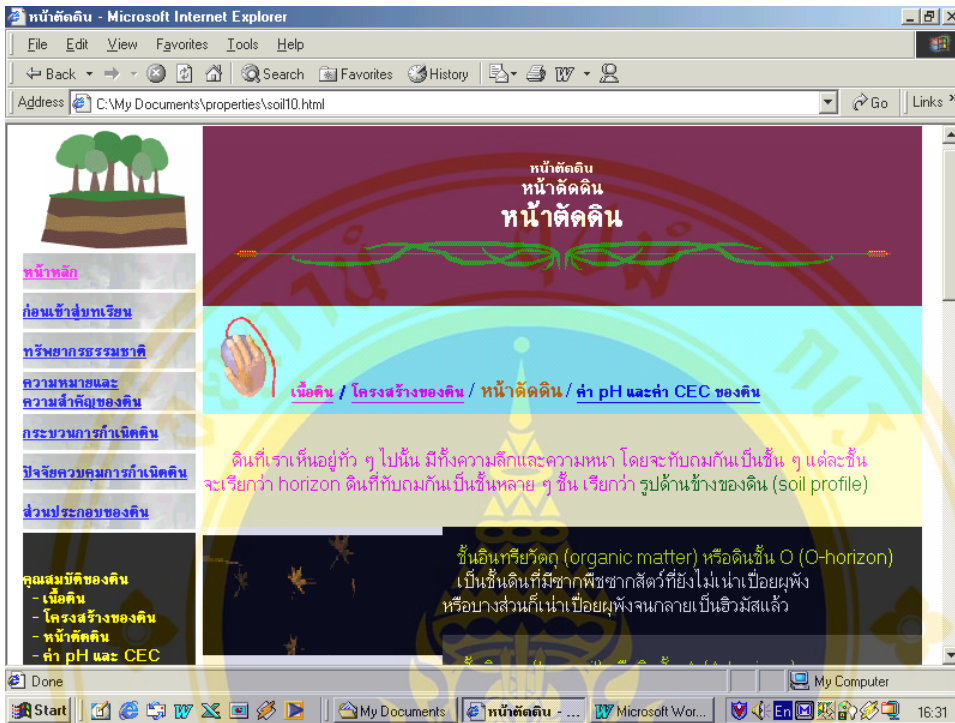 หน้าตัดดิน - Microsoft Internet Explorer
File Edit View Favorites Tools Help
Back Search Favorites History
Address C:\My Documents\properties\soil10.html Go Links
หน้าตัดดิน
หน้าตัดดิน
หน้าตัดดิน
หน้าหลัก
ก่อนเข้าสู่บทเรียน
ทรัพยากรธรรมชาติ
ความหมายและ
ความสำคัญของดิน
กระบวนการกำเนิดดิน
ปัจจัยควบคุมการกำเนิดดิน
ส่วนประกอบของดิน
คุณสมบัติของดิน
- เนื้อดิน
- โครงสร้างของดิน
- หน้าตัดดิน
- ค่า pH และ CEC
เนื้อดิน / โครงสร้างของดิน / หน้าตัดดิน / ค่า pH และค่า CEC ของดิน
ดินที่เราเห็นอยู่ทั่ว ๆ ไปนั้น มีทั้งความลึกและความหนา โดยจะทับถมกันเป็นชั้น ๆ แต่ละชั้น
จะเรียกว่า horizon ดินที่ทับถมกันเป็นชั้นหลาย ๆ ชั้น เรียกว่า รูปด้านข้างของดิน (soil profile)
ชั้นอินทรียวัตถุ (organic matter) หรือดินชั้น O (O-horizon)
เป็นชั้นดินที่มีซากพืชซากสัตว์ที่ยังไม่เน่าเปื่อยผุพัง
หรือบางส่วนก็เน่าเปื่อยผุพังจนกลายเป็นฮิวมัสแล้ว
Done My Computer
Start My Documents หน้าตัดดิน - ... Microsoft Wor... En 16:31